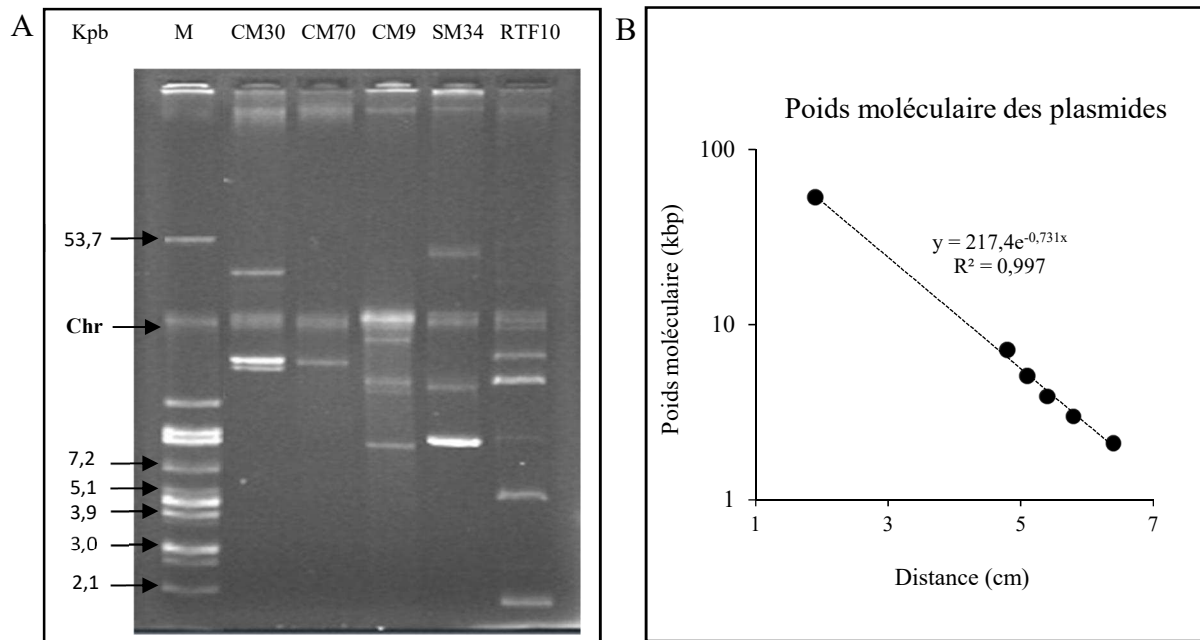 A
Kpb M CM30 CM70 CM9 SM34 RTF10
53,7
Chr
7,2
5,1
3,9
3,0
2,1
B
Poids moléculaire des plasmides
Poids moléculaire (kbp)
100
10
1
y = 217,4e^-0,731x
R² = 0,997
1 3 5 7
Distance (cm)